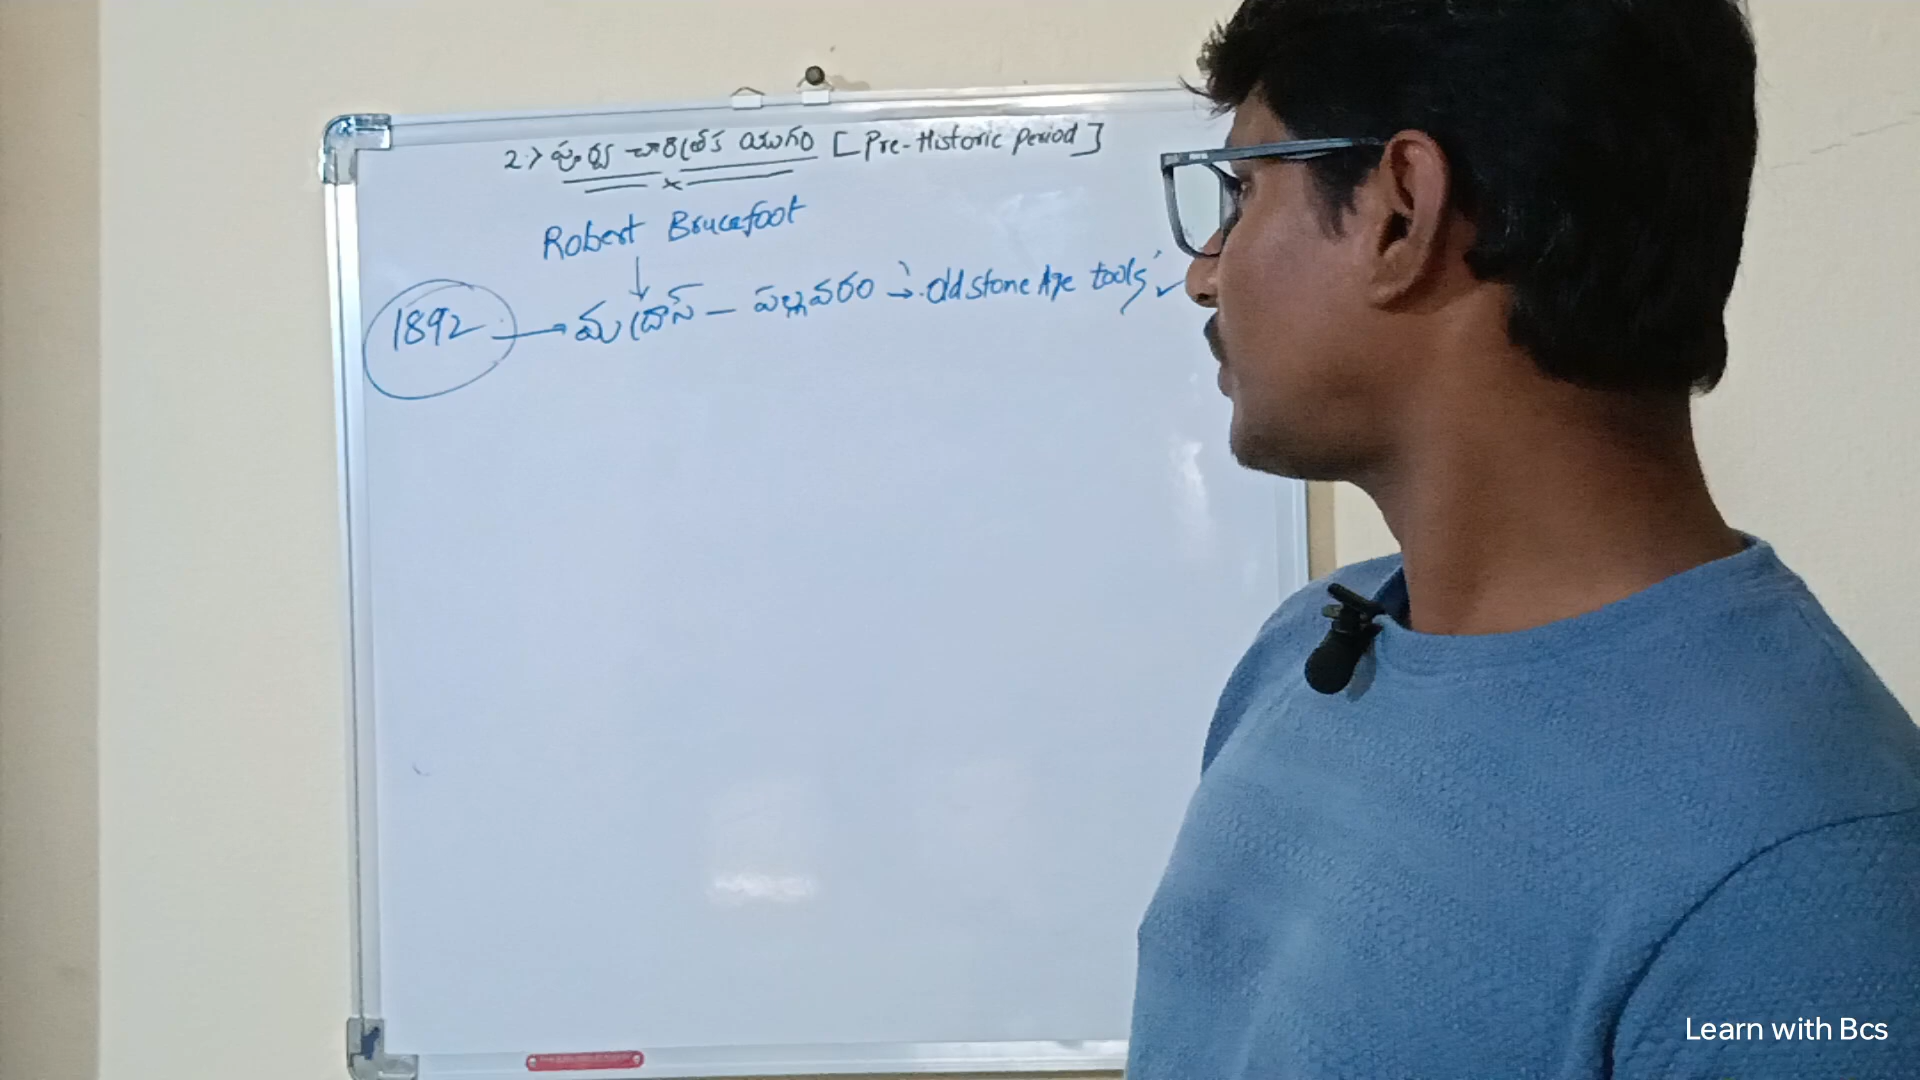 2.> పూర్వ చారిత్రక యుగం [Pre-Historic Period]
Robert Brucefoot
1892 → మద్రాస్ – పల్లవరం → Old stone Age tools
Learn with Bcs